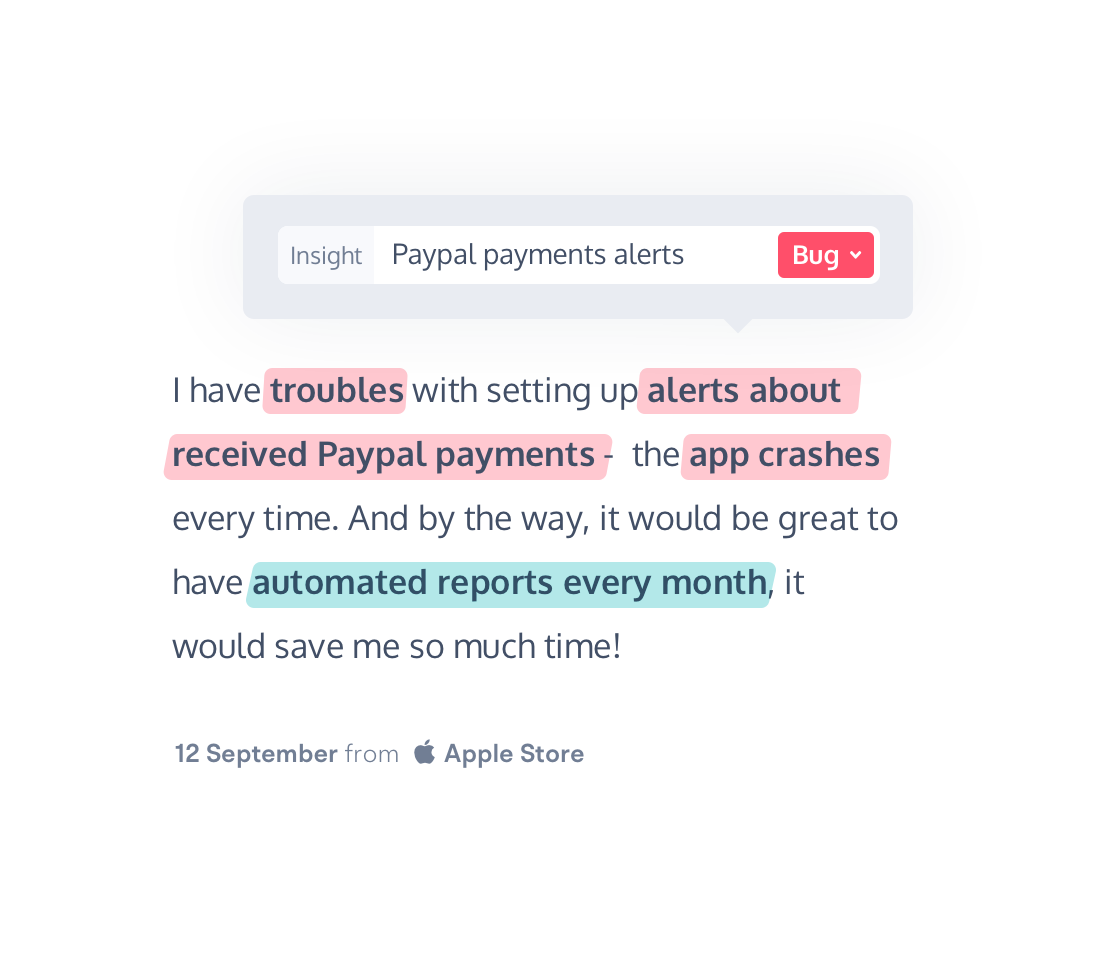 Insight Paypal payments alerts Bug
I have troubles with setting up alerts about
received Paypal payments - the app crashes
every time. And by the way, it would be great to
have automated reports every month, it
would save me so much time!
12 September from Apple Store